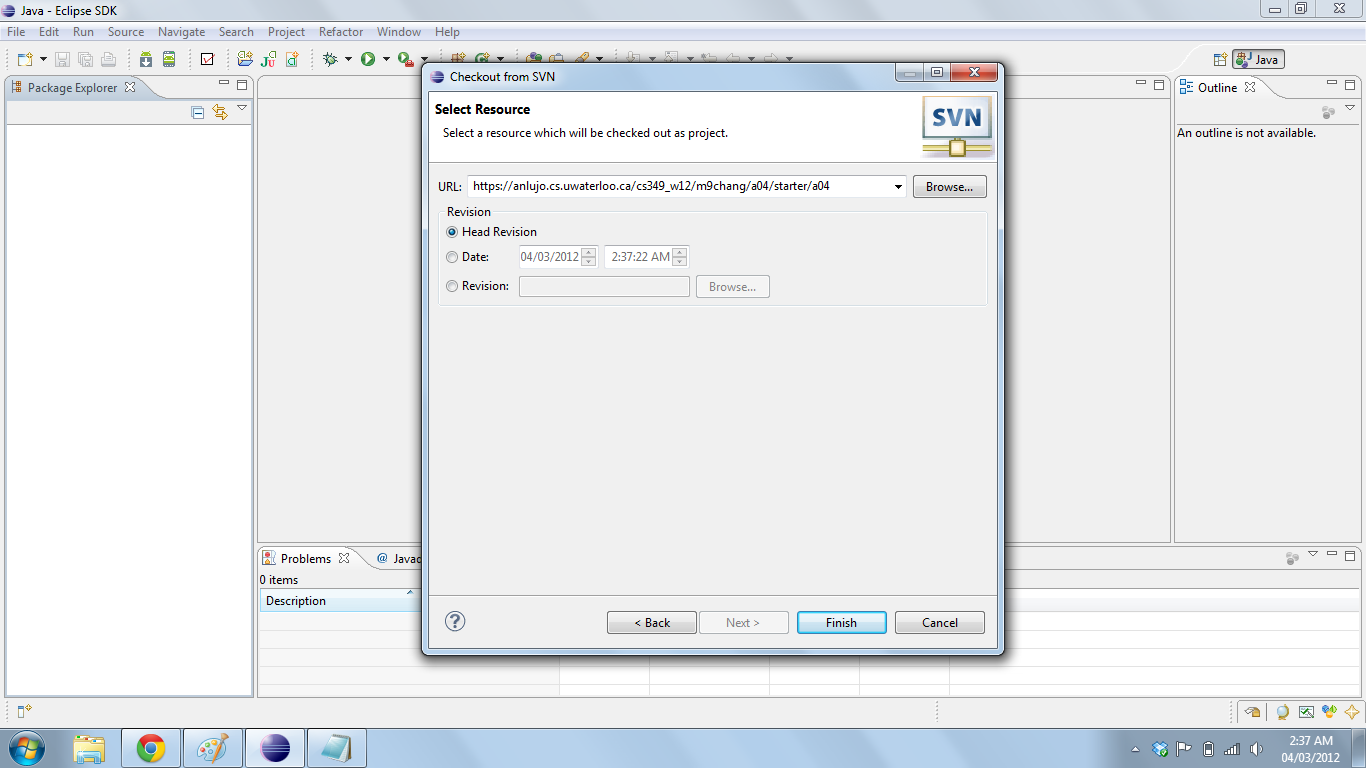 Java - Eclipse SDK
File Edit Run Source Navigate Search Project Refactor Window Help
Java
Package Explorer
Outline
An outline is not available.
Checkout from SVN
Select Resource
Select a resource which will be checked out as project.
SVN
URL: https://anlujo.cs.uwaterloo.ca/cs349_w12/m9chang/a04/starter/a04 Browse...
Revision
Head Revision
Date: 04/03/2012 2:37:22 AM
Revision: Browse...
Problems @ Javad
0 items
Description
? < Back Next > Finish Cancel
2:37 AM
04/03/2012